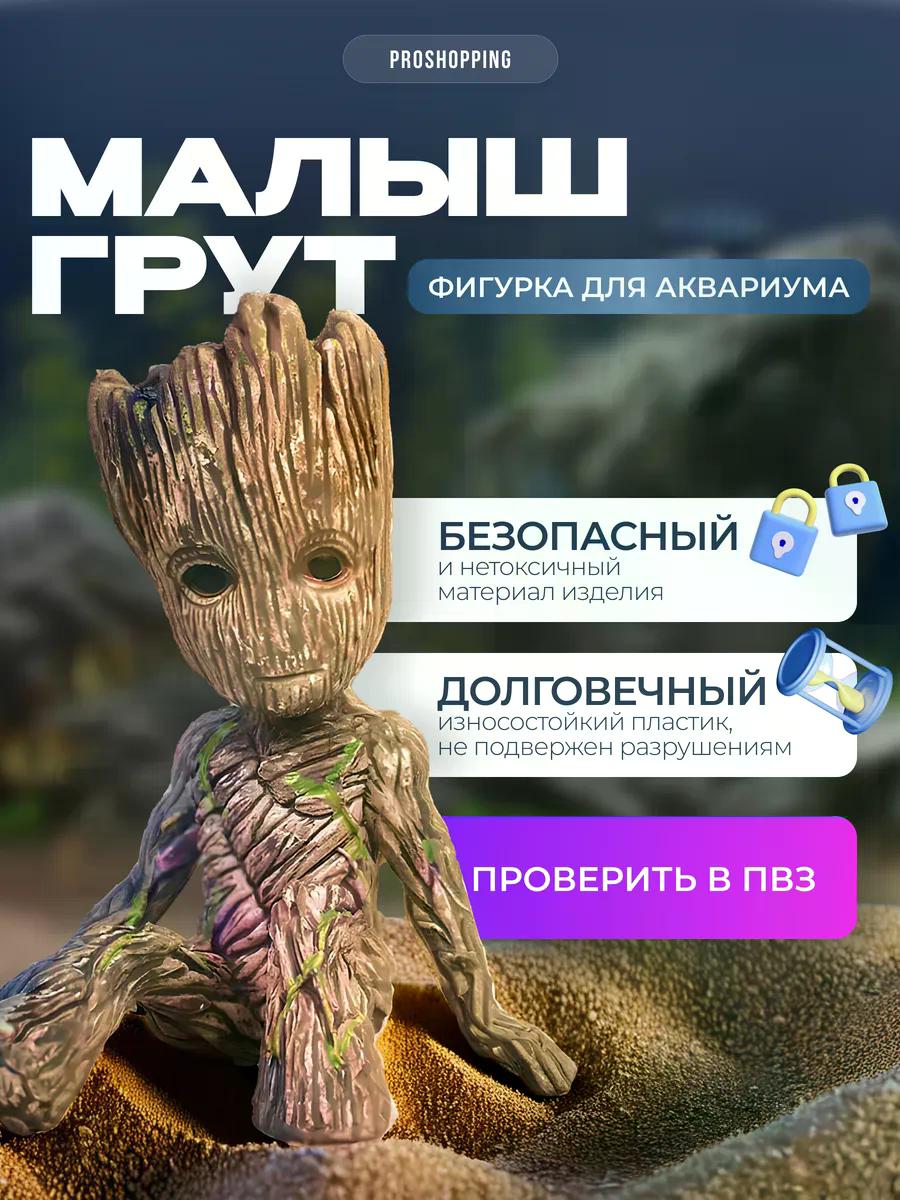 PROSHOPPING
МАЛЫШ
ГРУТ
ФИГУРКА ДЛЯ АКВАРИУМА
БЕЗОПАСНЫЙ
и нетоксичный
материал изделия
ДОЛГОВЕЧНЫЙ
износостойкий пластик,
не подвержен разрушениям
ПРОВЕРИТЬ В ПВЗ